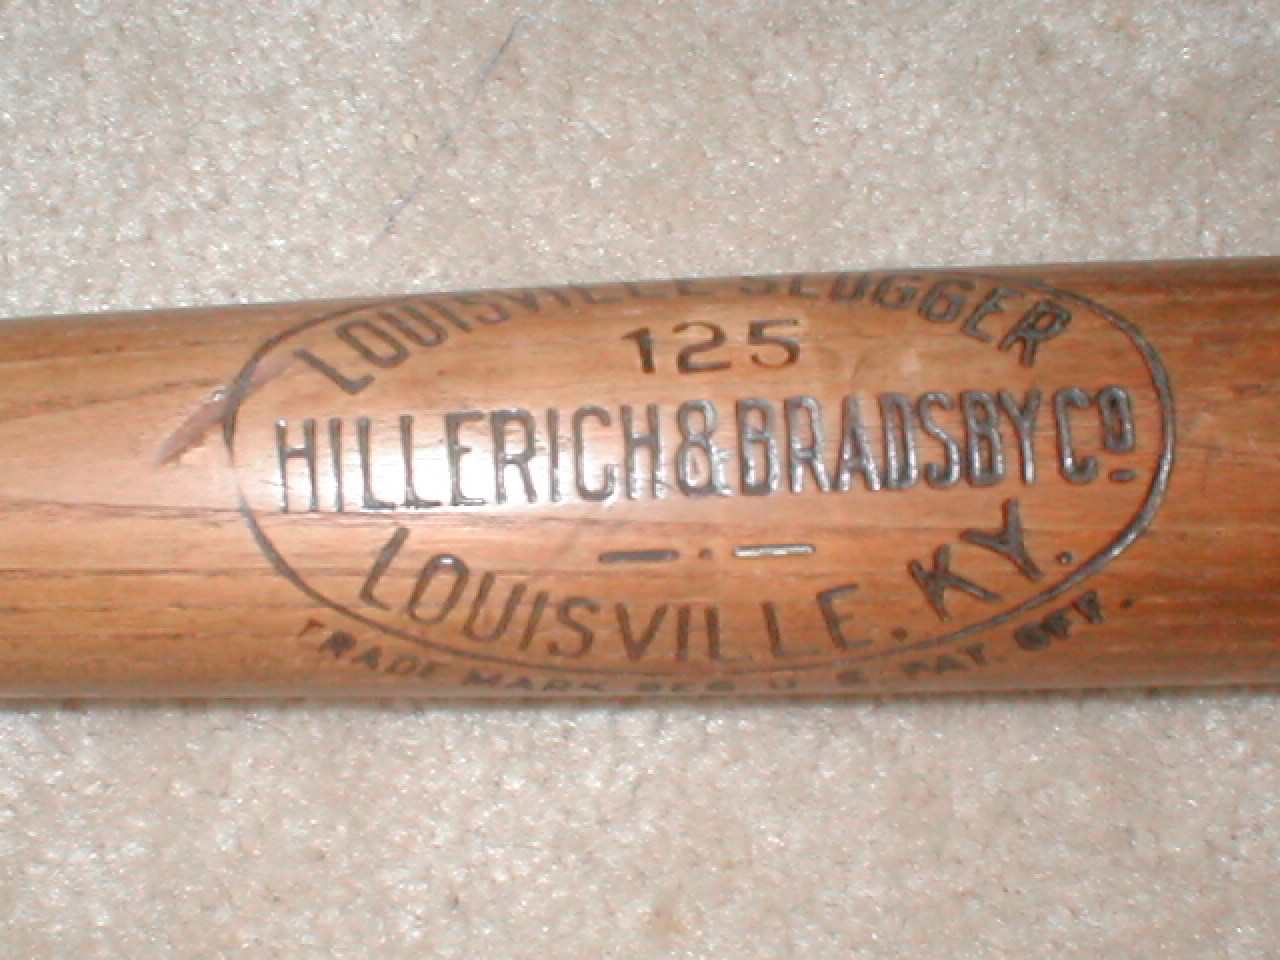 LOUISVILLE SLUGGER
125
HILLERICH & BRADSBY Cº
LOUISVILLE. KY.
TRADE MARK REG. U. S. PAT. OFF.